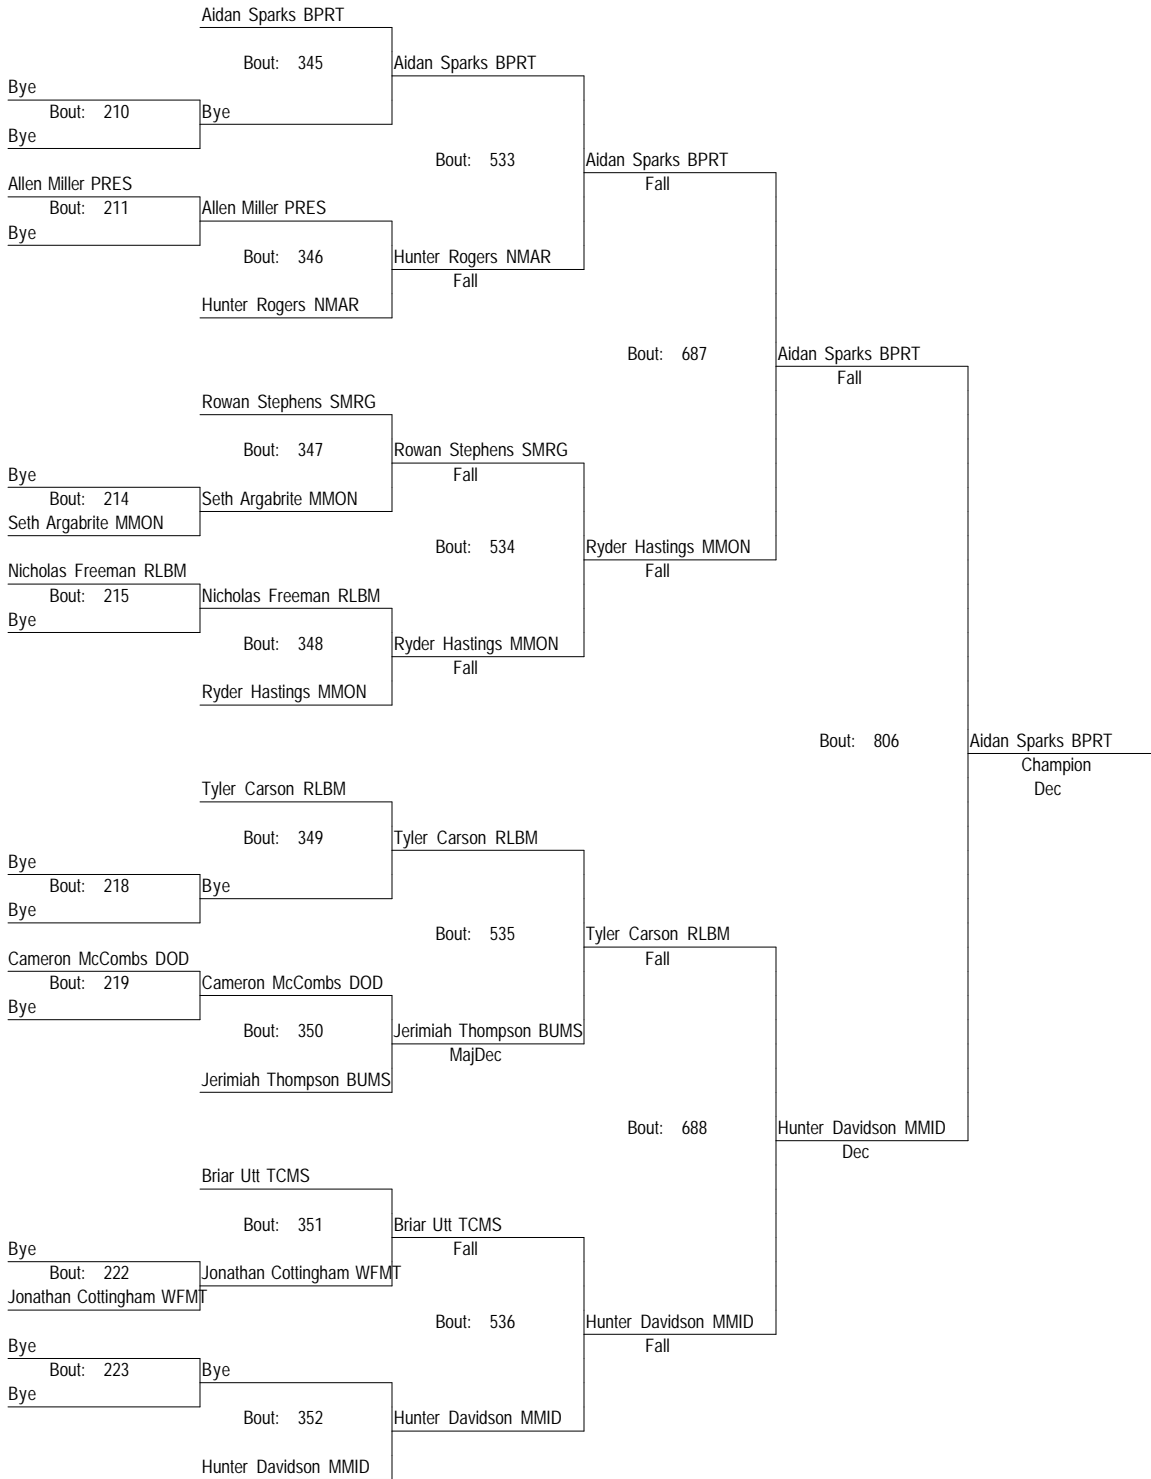 Aidan Sparks BPRT
Bout: 345
Aidan Sparks BPRT
Bye
Bout: 210
Bye
Bye
Bout: 533
Aidan Sparks BPRT
Fall
Allen Miller PRES
Bout: 211
Allen Miller PRES
Bye
Bout: 346
Hunter Rogers NMAR
Fall
Hunter Rogers NMAR
Bout: 687
Aidan Sparks BPRT
Fall
Rowan Stephens SMRG
Bout: 347
Rowan Stephens SMRG
Fall
Bye
Bout: 214
Seth Argabrite MMON
Seth Argabrite MMON
Bout: 534
Ryder Hastings MMON
Fall
Nicholas Freeman RLBM
Bout: 215
Nicholas Freeman RLBM
Bye
Bout: 348
Ryder Hastings MMON
Fall
Ryder Hastings MMON
Bout: 806
Aidan Sparks BPRT
Champion
Dec
Tyler Carson RLBM
Bout: 349
Tyler Carson RLBM
Bye
Bout: 218
Bye
Bye
Bout: 535
Tyler Carson RLBM
Fall
Cameron McCombs DOD
Bout: 219
Cameron McCombs DOD
Bye
Bout: 350
Jerimiah Thompson BUMS
MajDec
Jerimiah Thompson BUMS
Bout: 688
Hunter Davidson MMID
Dec
Briar Utt TCMS
Bout: 351
Briar Utt TCMS
Fall
Bye
Bout: 222
Jonathan Cottingham WFMT
Jonathan Cottingham WFMT
Bout: 536
Hunter Davidson MMID
Fall
Bye
Bout: 223
Bye
Bye
Bout: 352
Hunter Davidson MMID
Hunter Davidson MMID